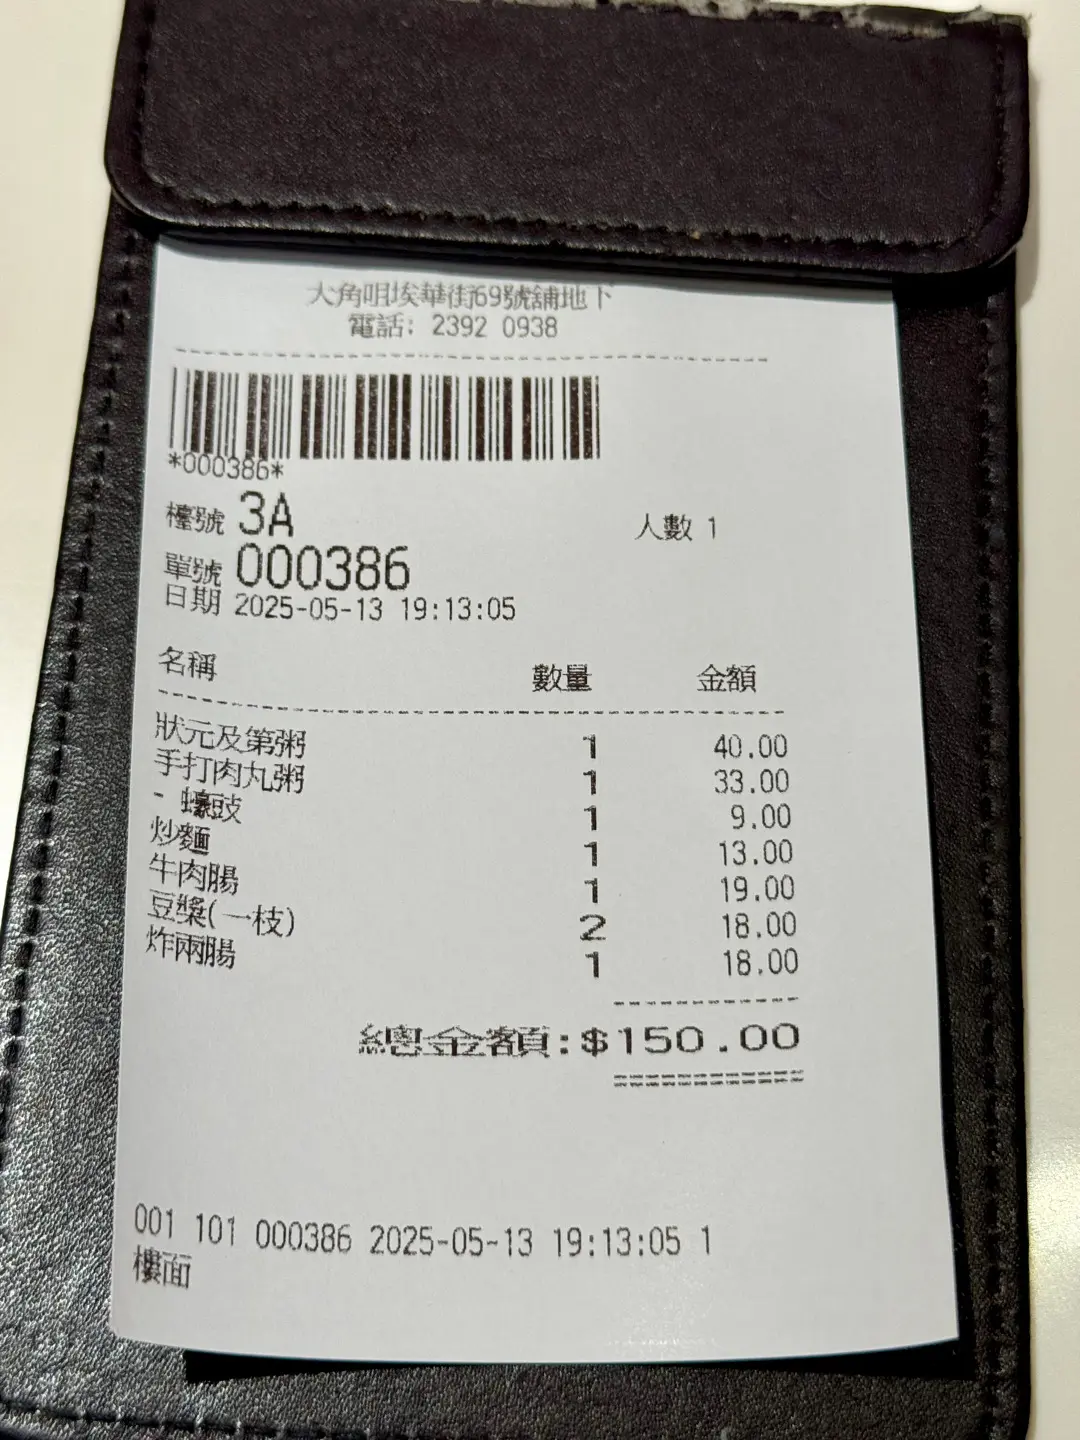 大角咀埃華街69號舖地下
電話: 2392 0938
*000386*
檯號 3A 人數 1
單號 000386
日期 2025-05-13 19:13:05
名稱 數量 金額
狀元及第粥 1 40.00
手打肉丸粥 1 33.00
- 蠔豉 1 9.00
炒麵 1 13.00
牛肉腸 1 19.00
豆漿(一枝) 2 18.00
炸兩腸 1 18.00
總金額:$150.00
001 101 000386 2025-05-13 19:13:05 1
樓面